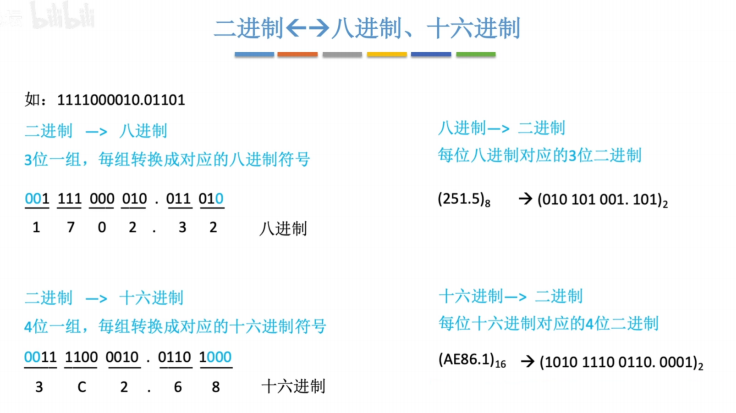 bilibili
二进制←→八进制、十六进制
如：1111000010.01101
二进制 —> 八进制
3位一组，每组转换成对应的八进制符号
001 111 000 010 . 011 010
1 7 0 2 . 3 2 八进制
二进制 —> 十六进制
4位一组，每组转换成对应的十六进制符号
0011 1100 0010 . 0110 1000
3 C 2 . 6 8 十六进制
八进制—> 二进制
每位八进制对应的3位二进制
(251.5)8 → (010 101 001. 101)2
十六进制—> 二进制
每位十六进制对应的4位二进制
(AE86.1)16 → (1010 1110 0110. 0001)2